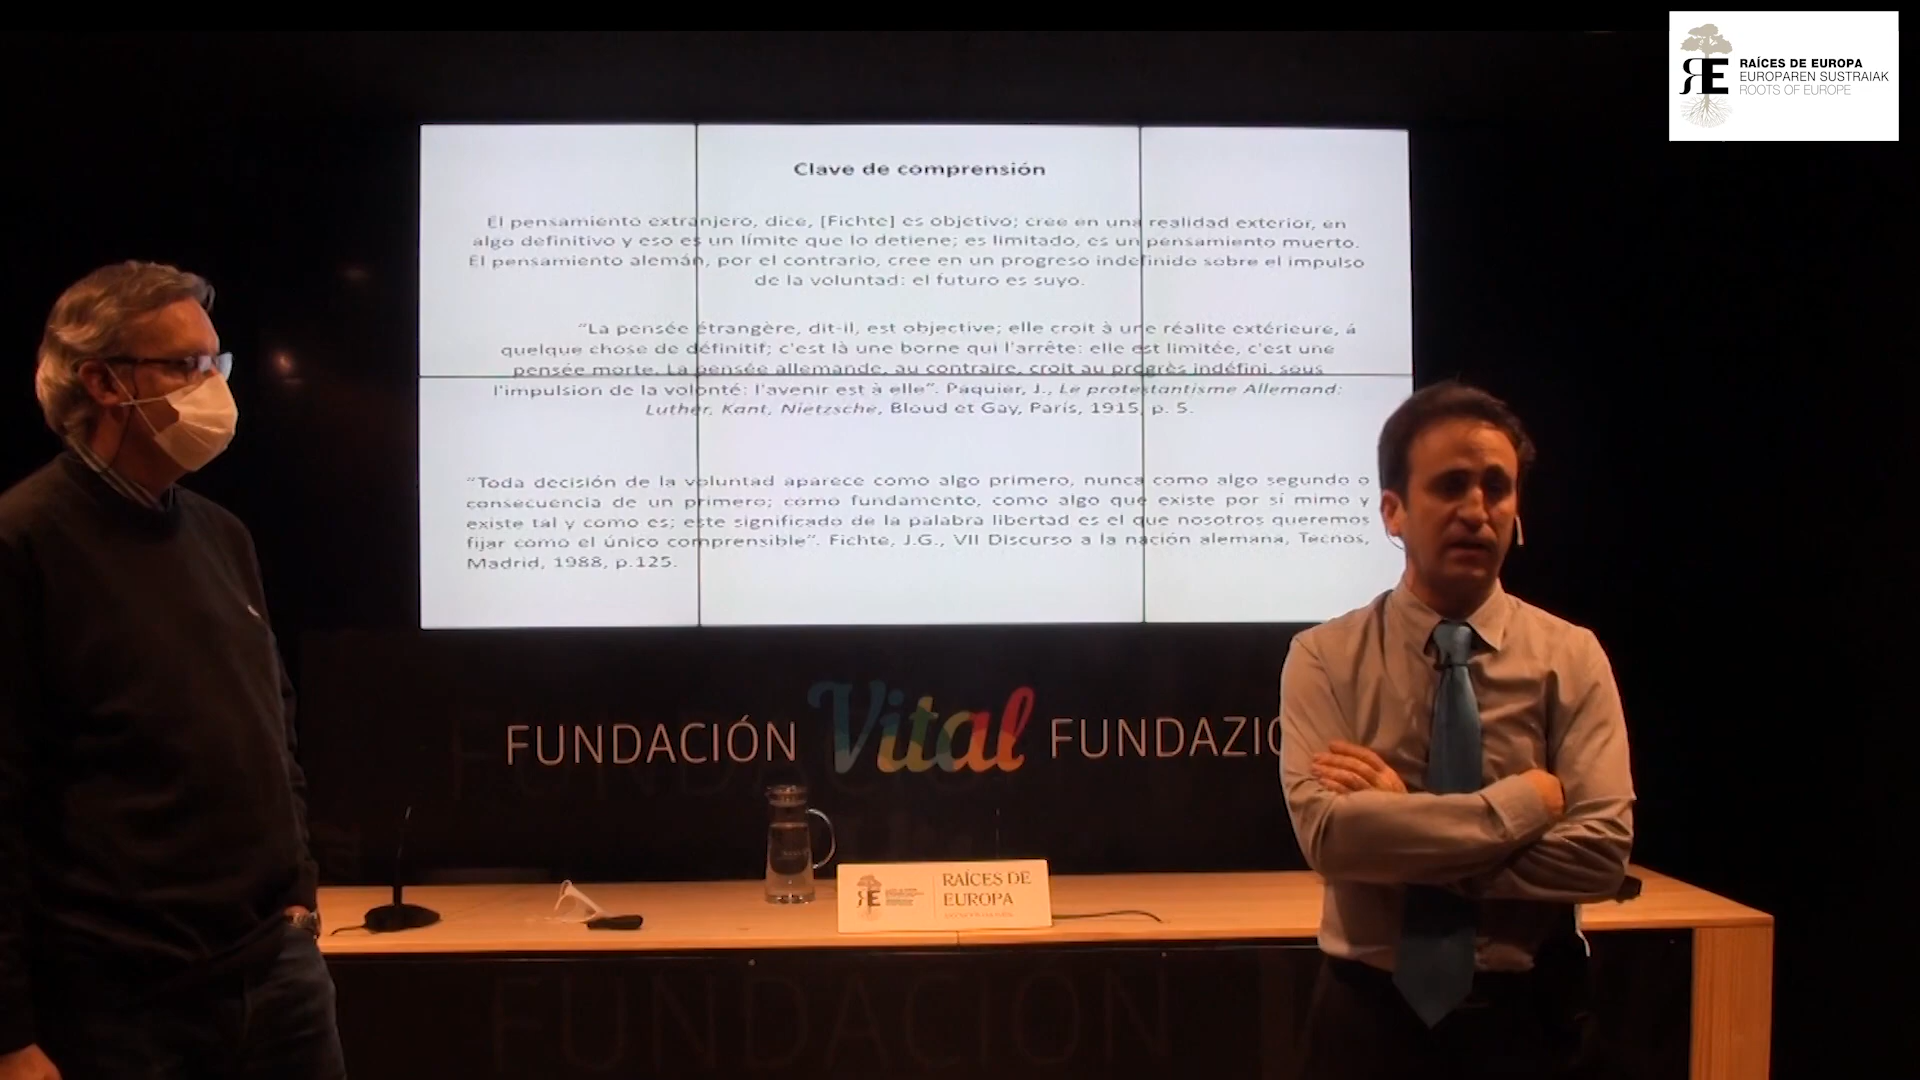 RAÍCES DE EUROPA
EUROPAREN SUSTRAIAK
ROOTS OF EUROPE
Clave de comprensión
El pensamiento extranjero, dice, [Fichte] es objetivo; cree en una realidad exterior, en
algo definitivo y eso es un límite que lo detiene; es limitado, es un pensamiento muerto.
El pensamiento alemán, por el contrario, cree en un progreso indefinido sobre el impulso
de la voluntad: el futuro es suyo.
“La pensée étrangère, dit-il, est objective; elle croit à une réalite extérieure, á
quelque chose de définitif; c'est là une borne qui l'arrête: elle est limitée, c'est une
pensée morte. La pensée allemande, au contraire, croit au progrès indéfini, sous
l'impulsion de la volonté: l'avenir est à elle”. Paquier, J., Le protestantisme Allemand:
Luther, Kant, Nietzsche, Bloud et Gay, París, 1915, p. 5.
“Toda decisión de la voluntad aparece como algo primero, nunca como algo segundo o
consecuencia de un primero; como fundamento, como algo que existe por sí mimo y
existe tal y como es; este significado de la palabra libertad es el que nosotros queremos
fijar como el único comprensible”. Fichte, J.G., VII Discurso a la nación alemana, Tecnos,
Madrid, 1988, p.125.
FUNDACIÓN Vital FUNDAZIO
RAÍCES DE
EUROPA
FUNDACIÓN